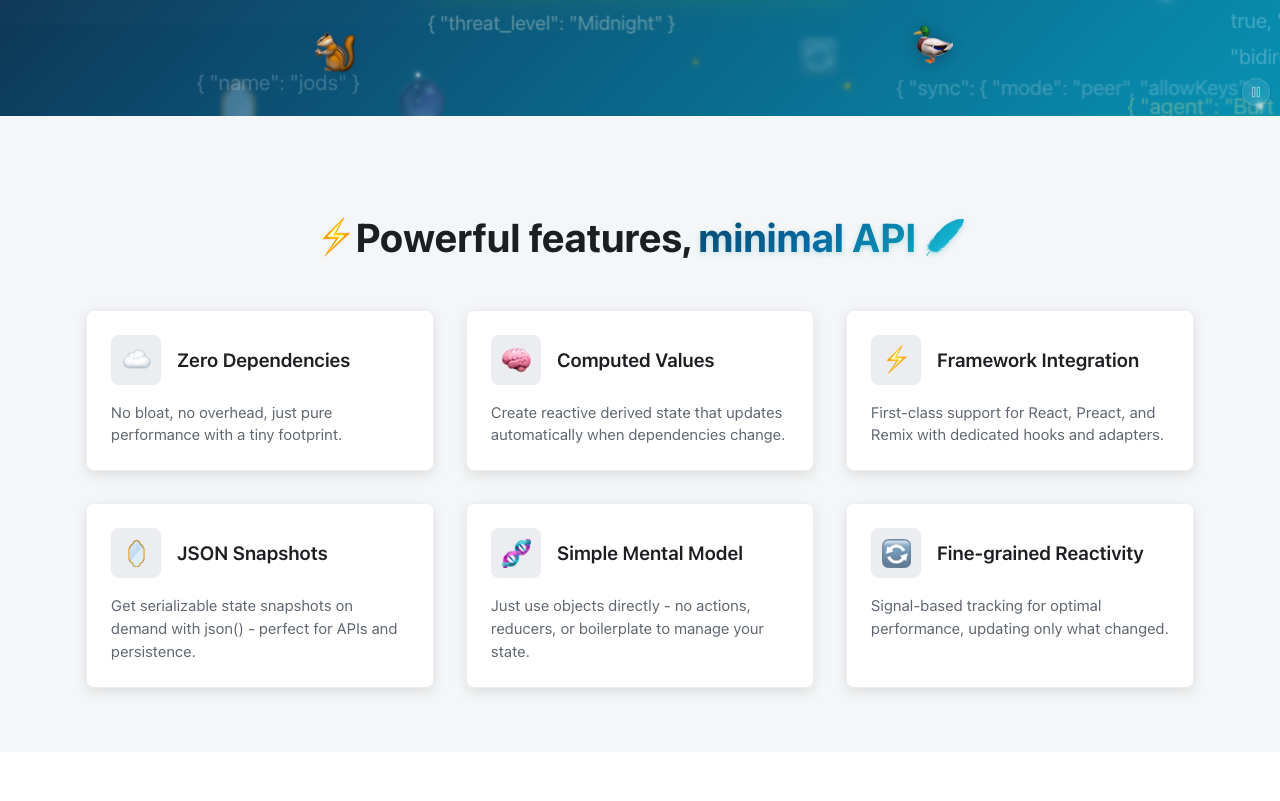 { "threat_level": "Midnight" }
true,
"bidir
{ "name": "jods" }
{ "sync": { "mode": "peer", "allowKeys"
{ "agent": "Burt
Powerful features, minimal API
Zero Dependencies
No bloat, no overhead, just pure
performance with a tiny footprint.
Computed Values
Create reactive derived state that updates
automatically when dependencies change.
Framework Integration
First-class support for React, Preact, and
Remix with dedicated hooks and adapters.
JSON Snapshots
Get serializable state snapshots on
demand with json() - perfect for APIs and
persistence.
Simple Mental Model
Just use objects directly - no actions,
reducers, or boilerplate to manage your
state.
Fine-grained Reactivity
Signal-based tracking for optimal
performance, updating only what changed.